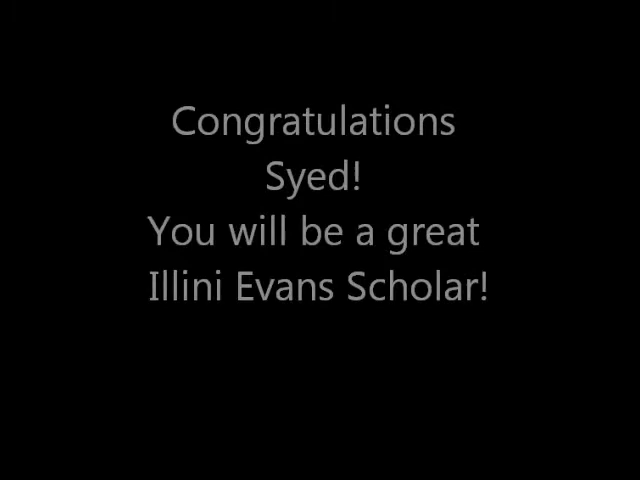 Congratulations
Syed!
You will be a great
Illini Evans Scholar!